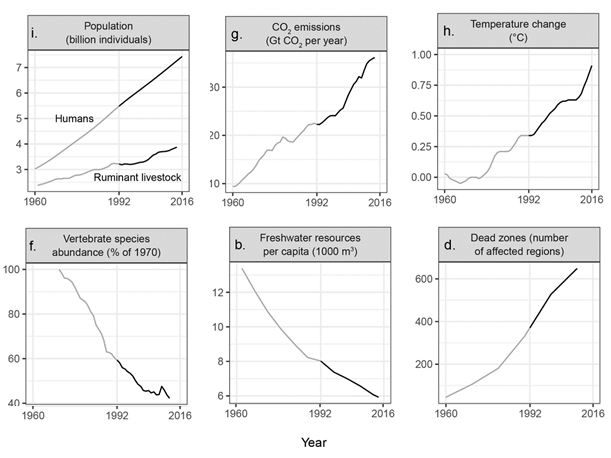 i. Population
(billion individuals)
7
6
5
4
3
Humans
Ruminant livestock
1960 1992 2016
g. CO₂ emissions
(Gt CO₂ per year)
30
20
10
1960 1992 2016
h. Temperature change
(°C)
1.00
0.75
0.50
0.25
0.00
1960 1992 2016
f. Vertebrate species
abundance (% of 1970)
100
80
60
40
1960 1992 2016
b. Freshwater resources
per capita (1000 m³)
12
10
8
6
1960 1992 2016
d. Dead zones (number
of affected regions)
600
400
200
1960 1992 2016
Year